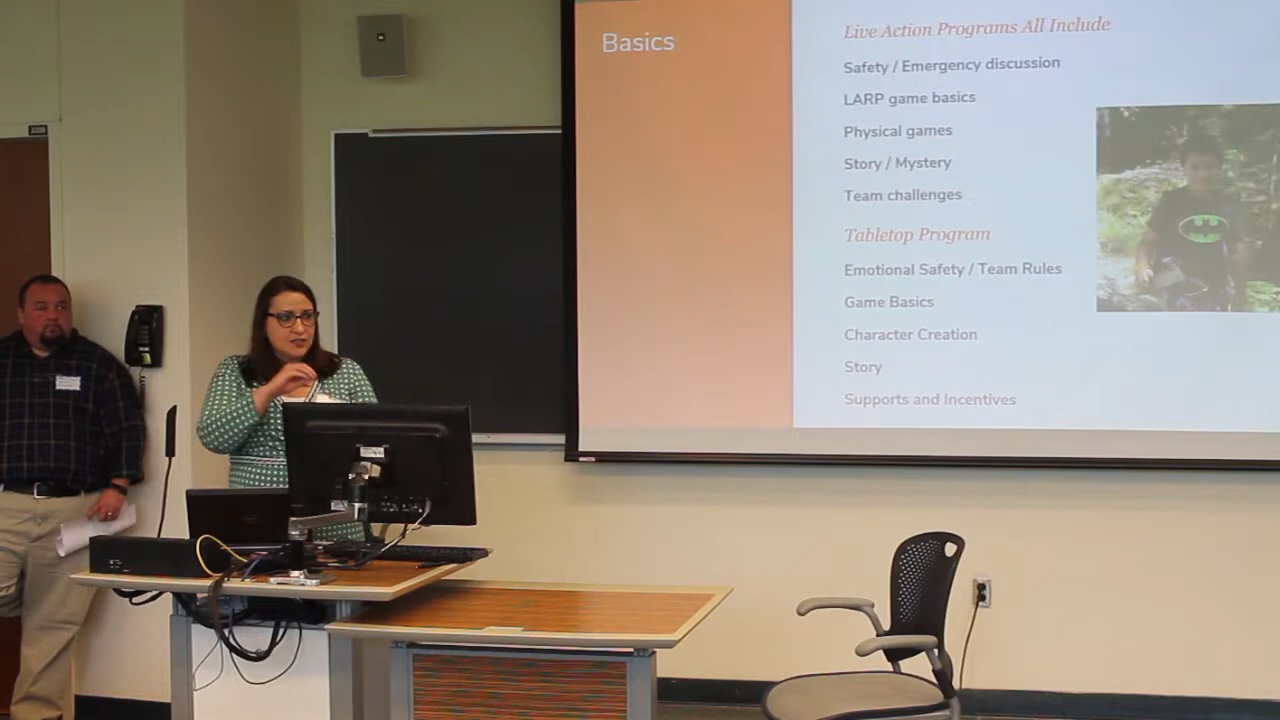 Basics
Live Action Programs All Include
Safety / Emergency discussion
LARP game basics
Physical games
Story / Mystery
Team challenges
Tabletop Program
Emotional Safety / Team Rules
Game Basics
Character Creation
Story
Supports and Incentives